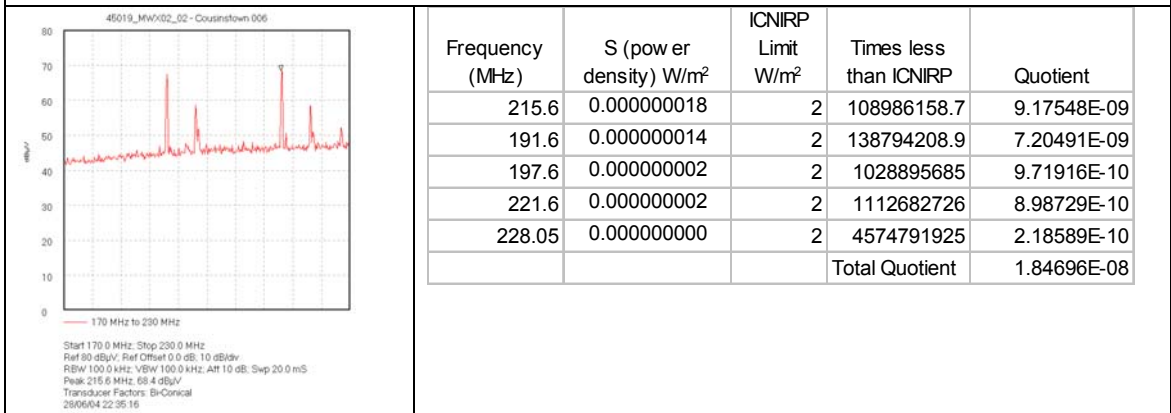 45019_MWX02_02 - Cousinstown 006
80
70
60
50
40
30
20
10
0
dBµV
170 MHz to 230 MHz
Start 170.0 MHz; Stop 230.0 MHz
Ref 80 dBµV; Ref Offset 0.0 dB; 10 dB/div
RBW 100.0 kHz; VBW 100.0 kHz; Att 10 dB; Swp 20.0 mS
Peak 215.6 MHz, 68.4 dBµV
Transducer Factors: Bi-Conical
28/06/04 22:35:16
Frequency (MHz) S (power density) W/m² ICNIRP Limit W/m² Times less than ICNIRP Quotient
215.6 0.000000018 2 108986158.7 9.17548E-09
191.6 0.000000014 2 138794208.9 7.20491E-09
197.6 0.000000002 2 1028895685 9.71916E-10
221.6 0.000000002 2 1112682726 8.98729E-10
228.05 0.000000000 2 4574791925 2.18589E-10
Total Quotient 1.84696E-08